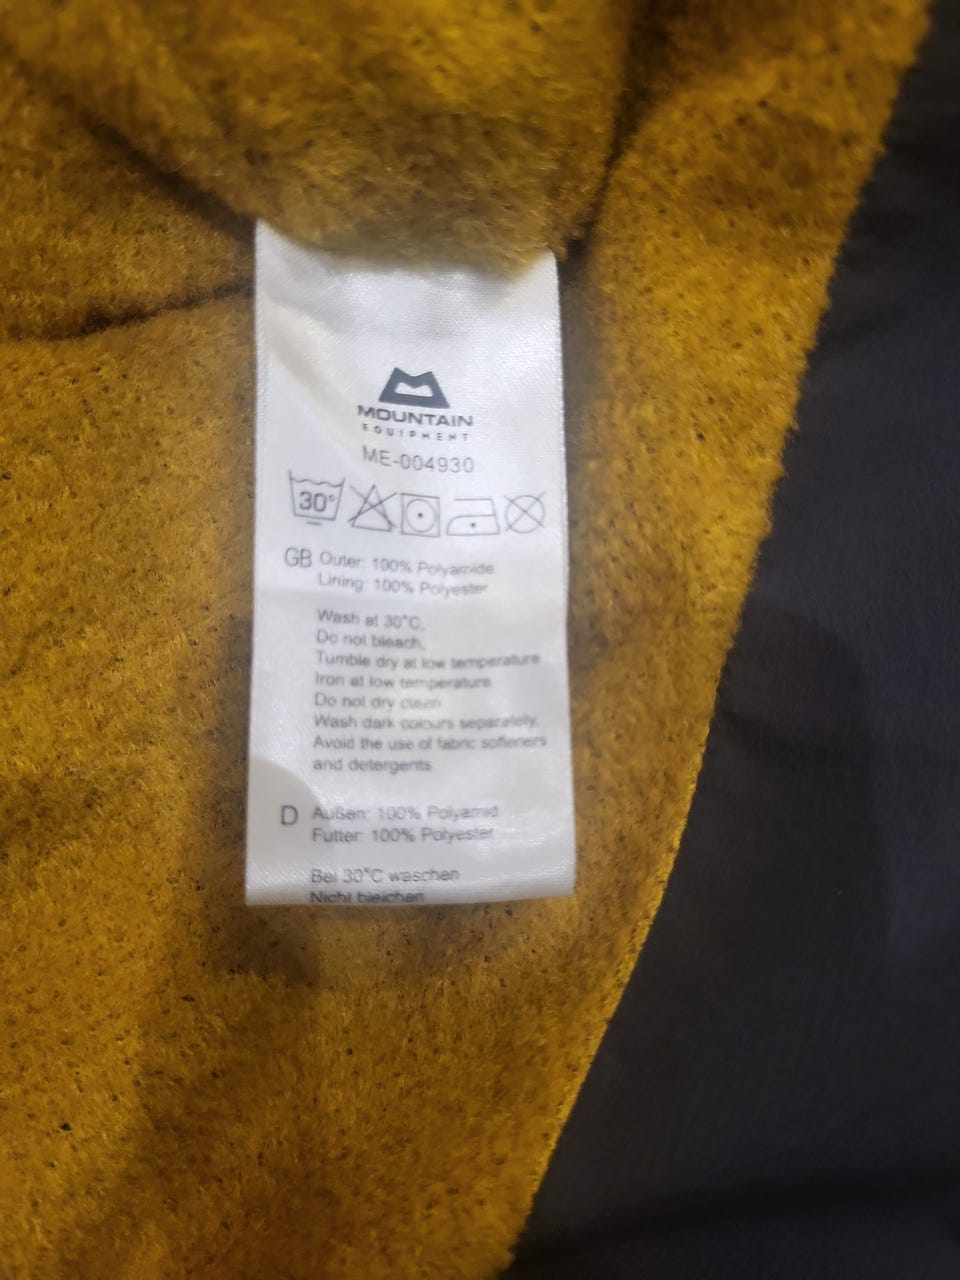 MOUNTAIN
EQUIPMENT
ME-004930
30°
GB Outer: 100% Polyamide
Lining: 100% Polyester
Wash at 30°C,
Do not bleach,
Tumble dry at low temperature
Iron at low temperature
Do not dry clean
Wash dark colours separately.
Avoid the use of fabric softeners
and detergents.
D Außen: 100% Polyamid
Futter: 100% Polyester
Bei 30°C waschen
Nicht bleichen